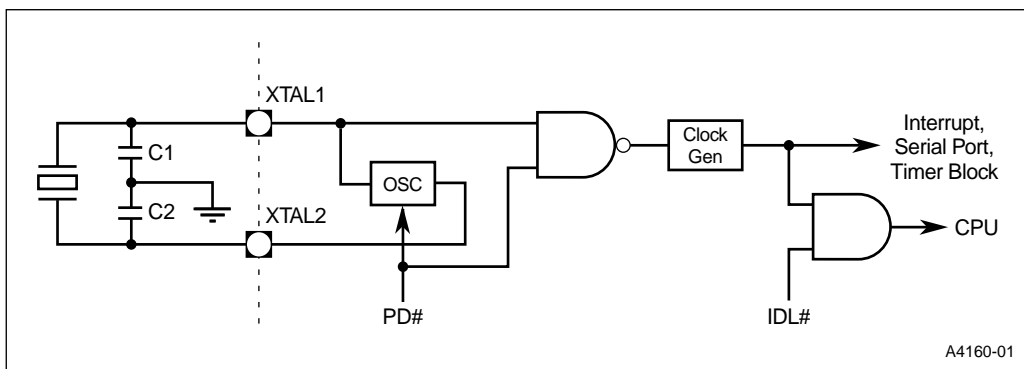 XTAL1
C1
C2
XTAL2
OSC
PD#
Clock
Gen
Interrupt,
Serial Port,
Timer Block
CPU
IDL#
A4160-01